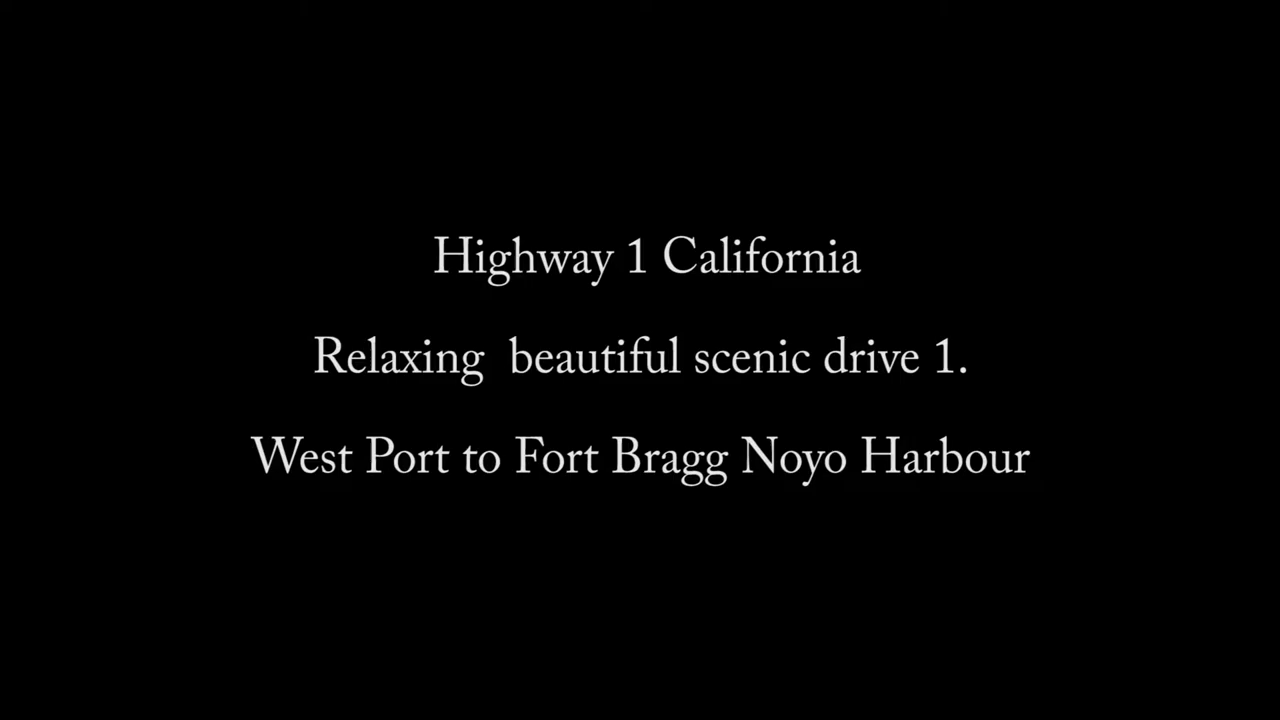 Highway 1 California
Relaxing  beautiful scenic drive 1.
West Port to Fort Bragg Noyo Harbour